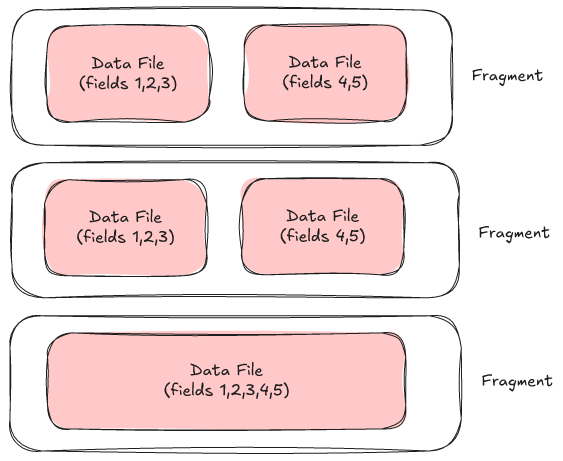 Data File
(fields 1,2,3)
Data File
(fields 4,5)
Fragment
Data File
(fields 1,2,3)
Data File
(fields 4,5)
Fragment
Data File
(fields 1,2,3,4,5)
Fragment